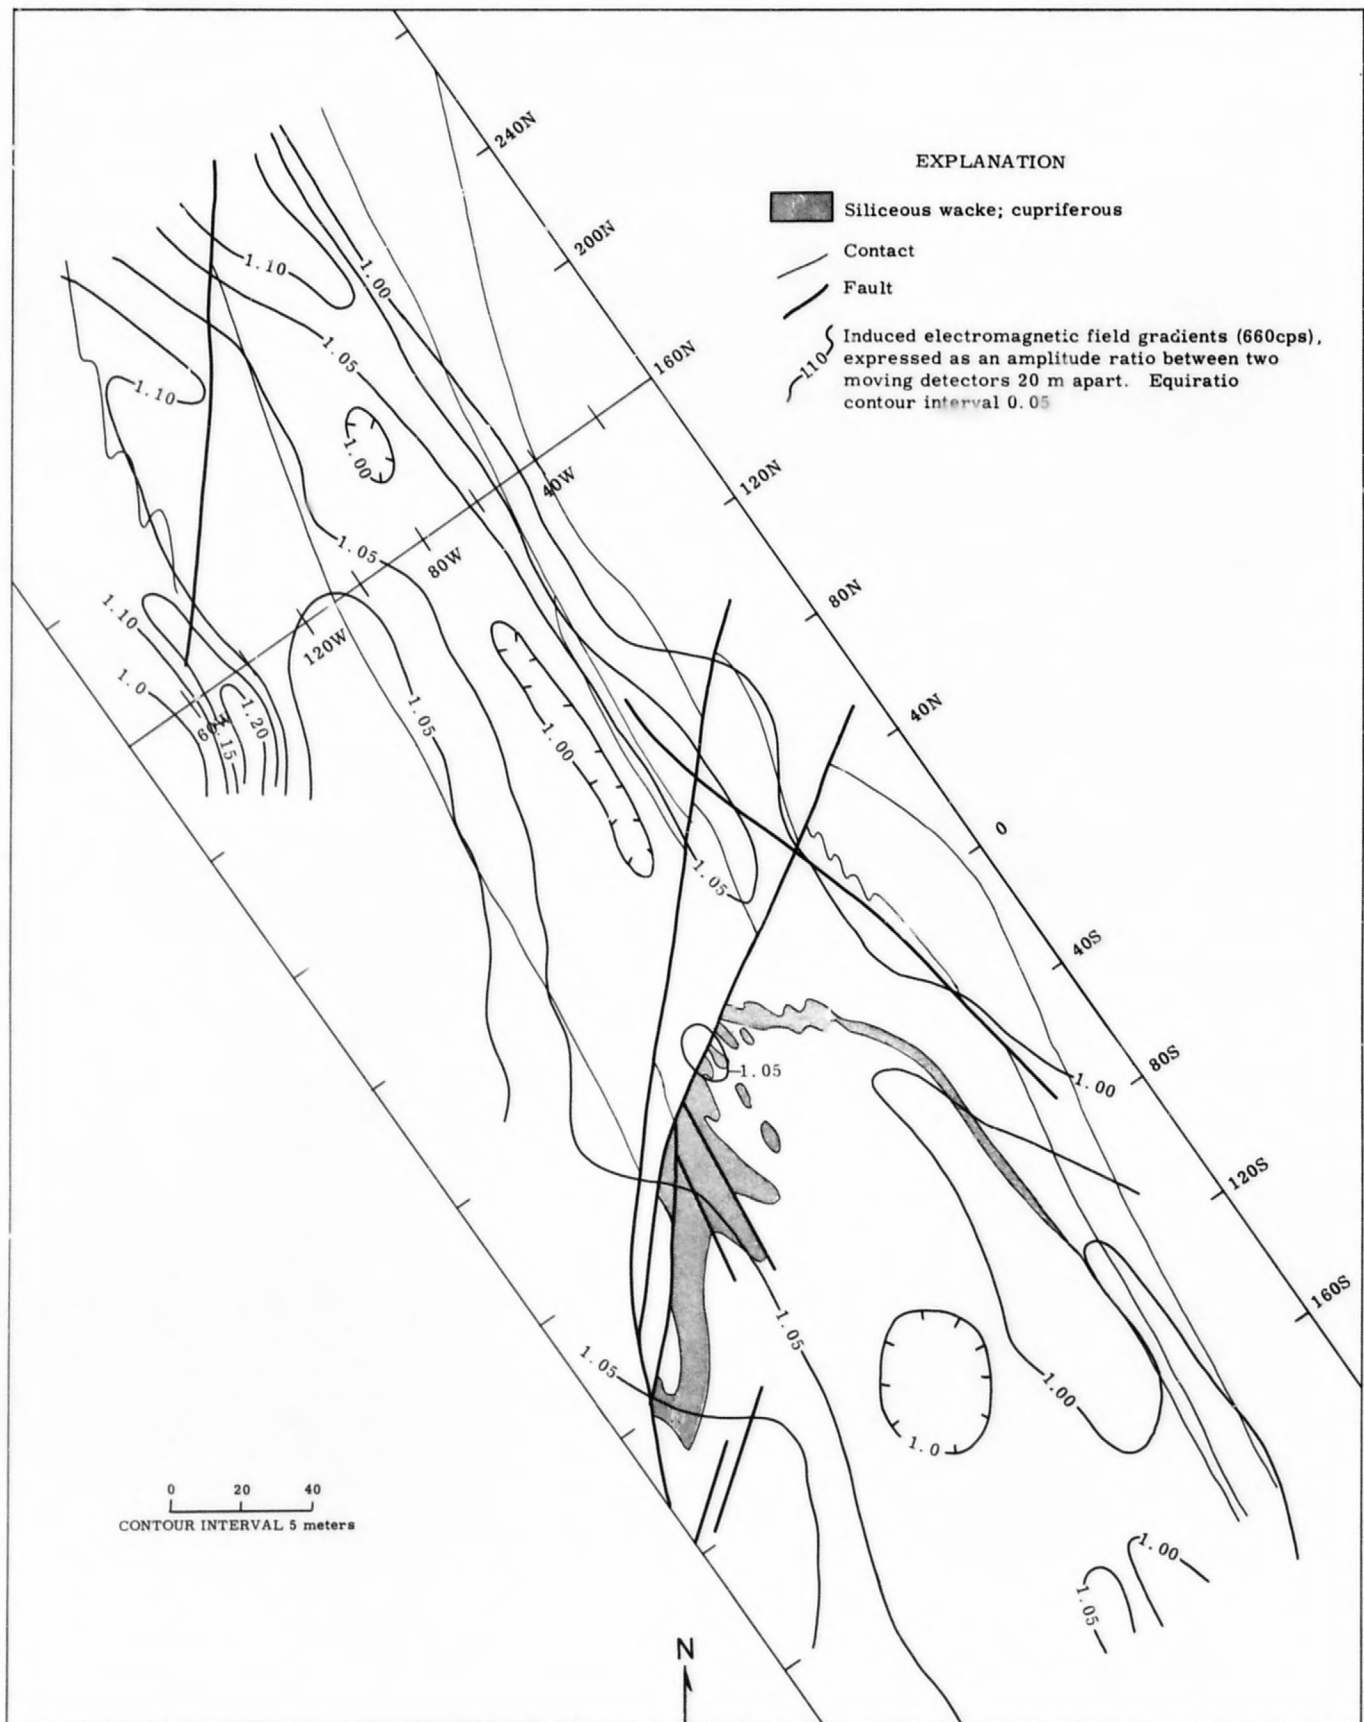 240N
EXPLANATION
Siliceous wacke; cupriferous
200N
Contact
1.10
1.00
Fault
Induced electromagnetic field gradients (660cps),
1.05
160N
expressed as an amplitude ratio between two
110
moving detectors 20 m apart. Equiratio
1.10
contour interval 0.05
1.00
40W
120N
1.05
80W
80N
1.10
120W
1.0
1.20
1.05
40N
60W
.15
1.00
0
1.05
40S
1.05
1.00
80S
120S
160S
1.05
1.05
1.00
1.0
0 20 40
CONTOUR INTERVAL 5 meters
1.00
1.05
N